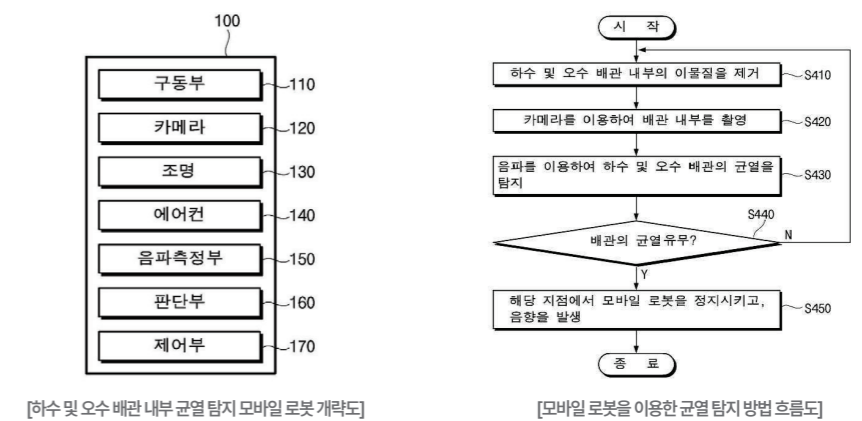 100
구동부
110
카메라
120
조명
130
에어컨
140
음파측정부
150
판단부
160
제어부
170
[하수 및 오수 배관 내부 균열 탐지 모바일 로봇 개략도]
시 작
하수 및 오수 배관 내부의 이물질을 제거
S410
카메라를 이용하여 배관 내부를 촬영
S420
음파를 이용하여 하수 및 오수 배관의 균열을
탐지
S430
S440
배관의 균열유무?
N
Y
해당 지점에서 모바일 로봇을 정지시키고,
음향을 발생
S450
종 료
[모바일 로봇을 이용한 균열 탐지 방법 흐름도]